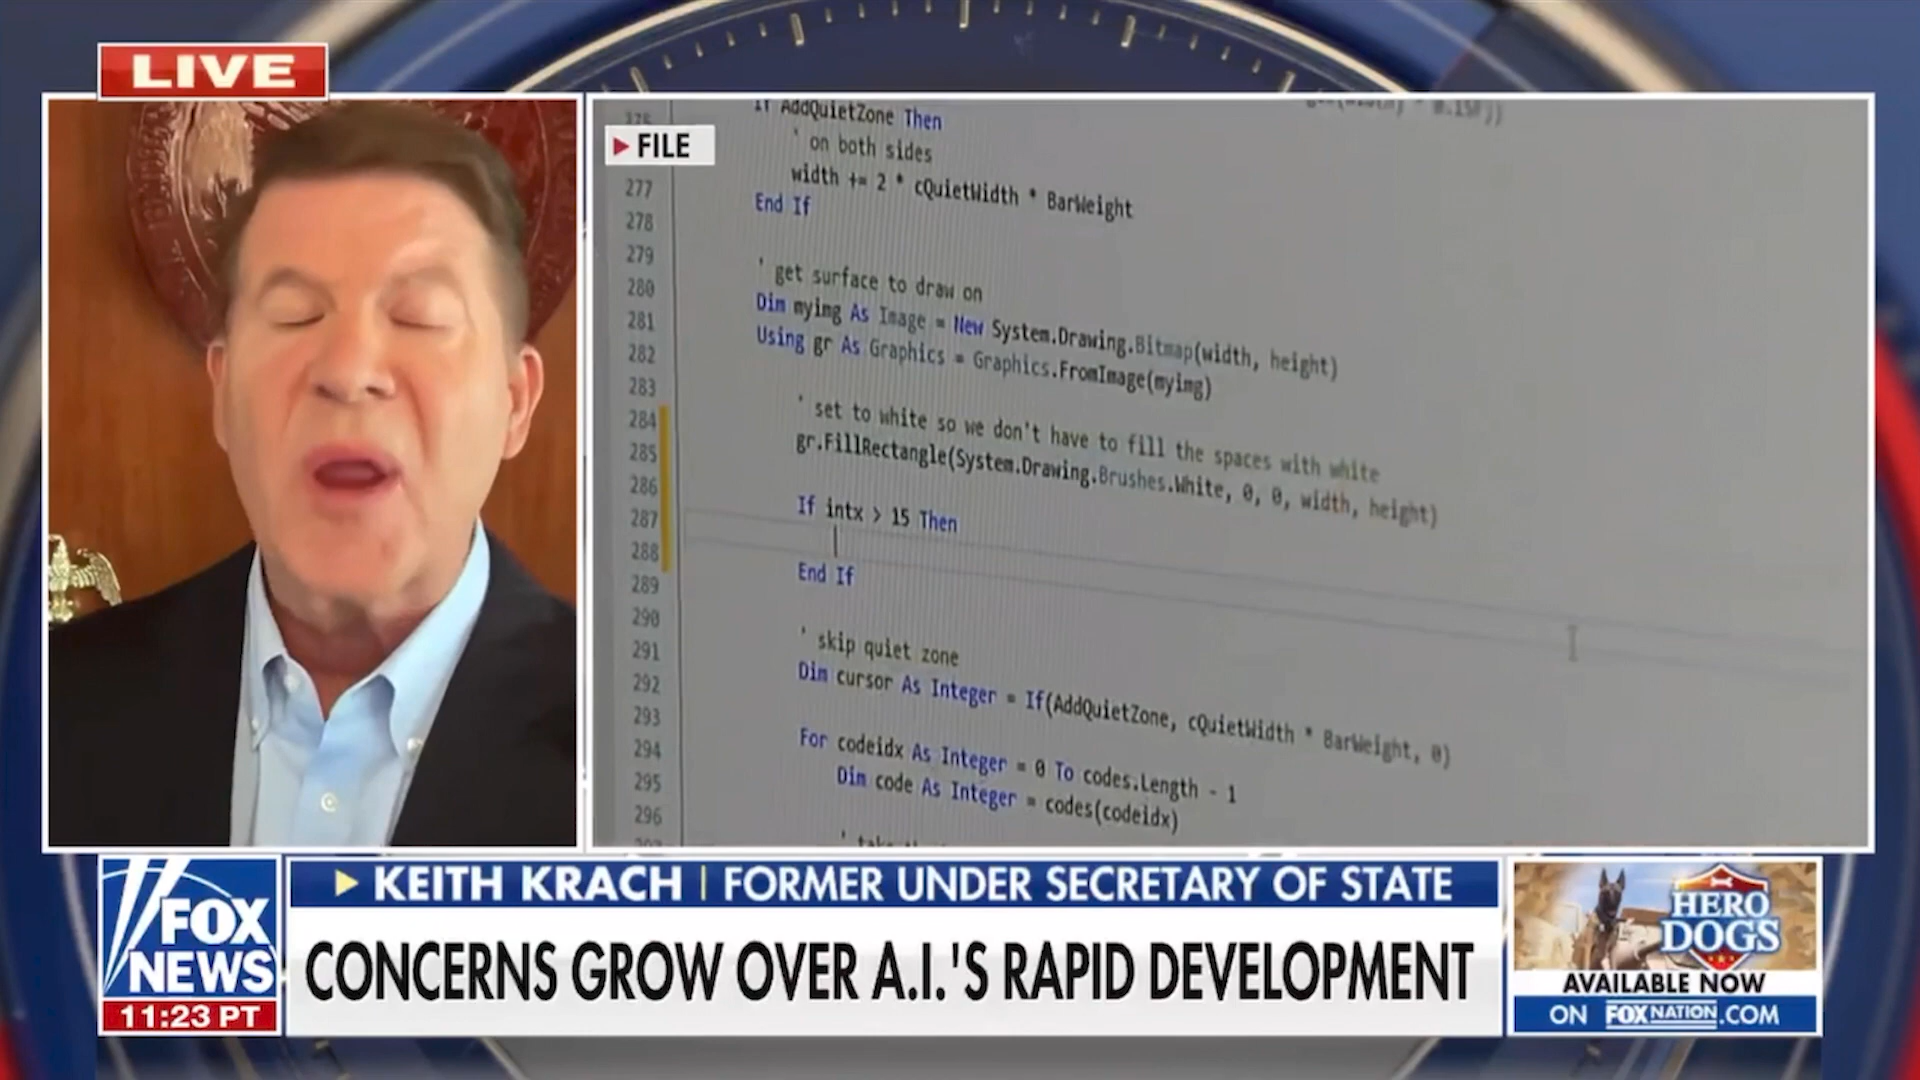 LIVE
FILE
If AddQuietZone Then
' on both sides
277 width += 2 * cQuietWidth * BarWeight
278 End If
279
280 ' get surface to draw on
281 Dim myimg As Image = New System.Drawing.Bitmap(width, height)
282 Using gr As Graphics = Graphics.FromImage(myimg)
283
284 ' set to white so we don't have to fill the spaces with white
285 gr.FillRectangle(System.Drawing.Brushes.White, 0, 0, width, height)
286
287 If intx > 15 Then
288
289 End If
290
291 ' skip quiet zone
292 Dim cursor As Integer = If(AddQuietZone, cQuietWidth * BarWeight, 0)
293
294 For codeidx As Integer = 0 To codes.Length - 1
295 Dim code As Integer = codes(codeidx)
296
KEITH KRACH | FORMER UNDER SECRETARY OF STATE
CONCERNS GROW OVER A.I.'S RAPID DEVELOPMENT
FOX
NEWS
11:23 PT
HERO
DOGS
AVAILABLE NOW
ON FOX NATION.COM